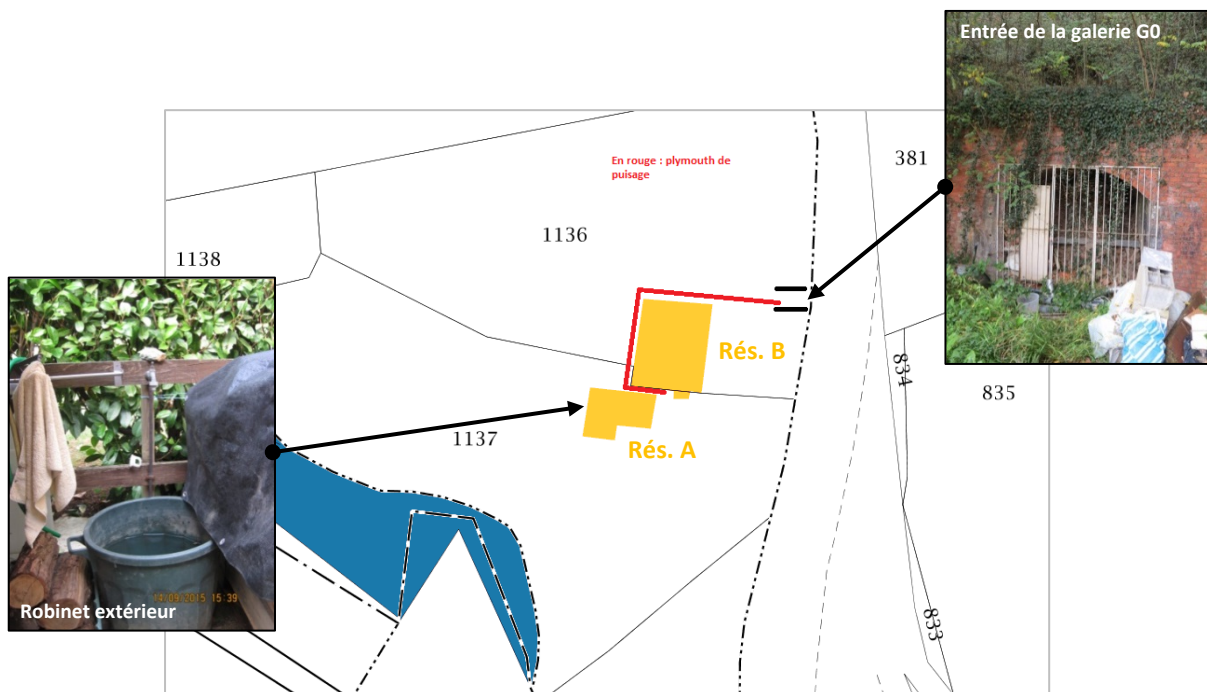 Entrée de la galerie G0
En rouge : plymouth de
puisage
381
1136
1138
Rés. B
834
835
1137
Rés. A
14/09/2015 15:39
Robinet extérieur
833